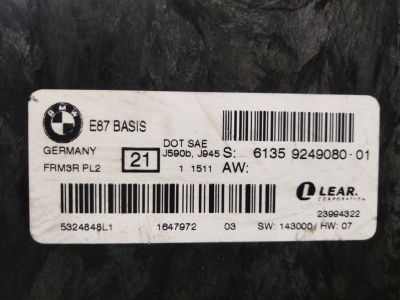 BMW
E87 BASIS
GERMANY
21
DOT SAE
J590b, J945
S: 6135 9249080-01
FRM3R PL2
1 1511
AW:
LEAR.
CORPORATION
23994322
5324848L1
1647972
03
SW: 143000/ HW: 07